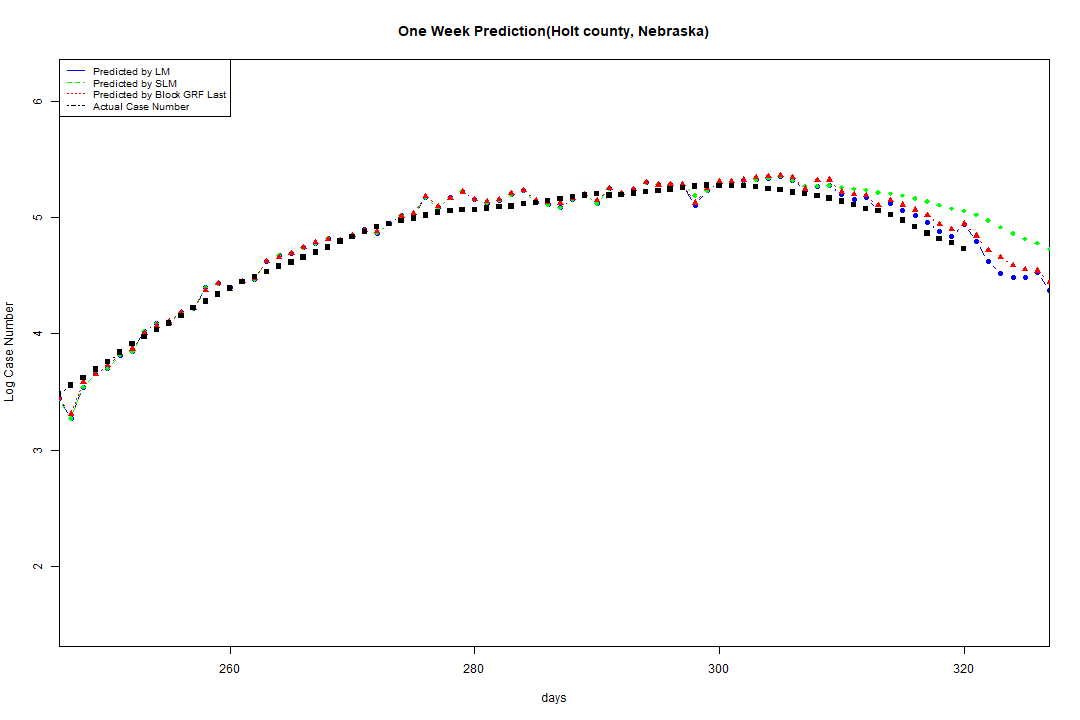 One Week Prediction(Holt county, Nebraska)
Predicted by LM
Predicted by SLM
Predicted by Block GRF Last
Actual Case Number
6
5
4
3
2
Log Case Number
260
280
300
320
days